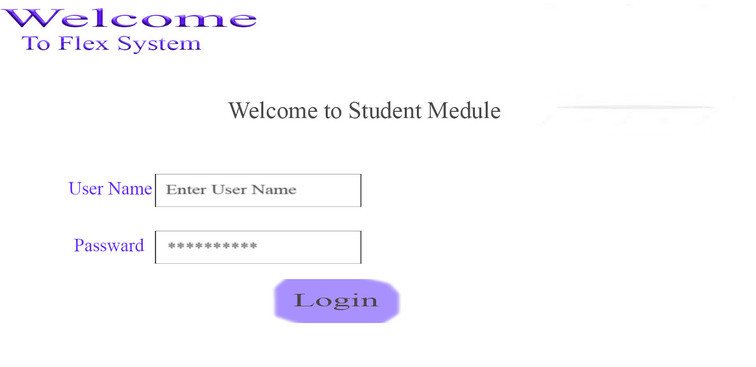 Welcome
To Flex System
Welcome to Student Medule
User Name
Enter User Name
Passward
**********
Login